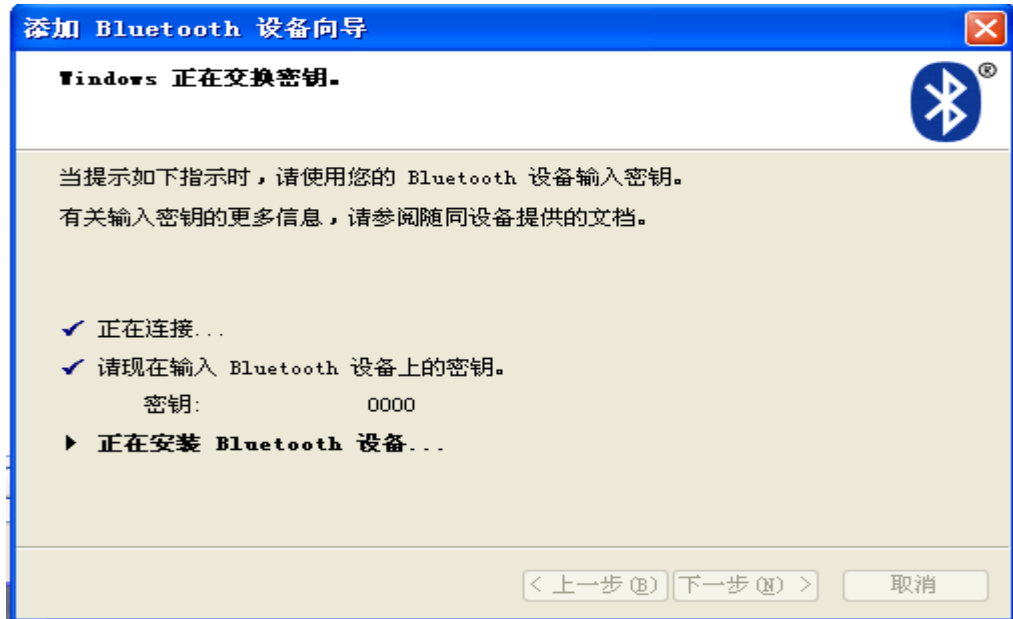 添加 Bluetooth 设备向导
Windows 正在交换密钥。
®
当提示如下指示时，请使用您的 Bluetooth 设备输入密钥。
有关输入密钥的更多信息，请参阅随同设备提供的文档。
正在连接...
请现在输入 Bluetooth 设备上的密钥。
密钥: 0000
正在安装 Bluetooth 设备...
< 上一步(B) 下一步(N) > 取消